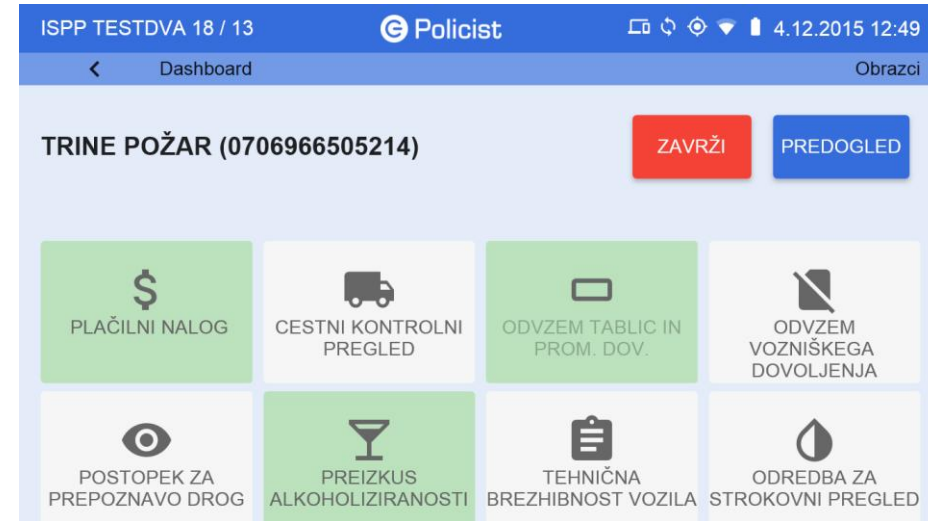 ISPP TESTDVA 18 / 13
Policist
4.12.2015 12:49
Dashboard
Obrazci
TRINE POŽAR (0706966505214)
ZAVRŽI
PREDOGLED
PLAČILNI NALOG
CESTNI KONTROLNI
PREGLED
ODVZEM TABLIC IN
PROM. DOV.
ODVZEM
VOZNIŠKEGA
DOVOLJENJA
POSTOPEK ZA
PREPOZNAVO DROG
PREIZKUS
ALKOHOLIZIRANOSTI
TEHNIČNA
BREZHIBNOST VOZILA
ODREDBA ZA
STROKOVNI PREGLED